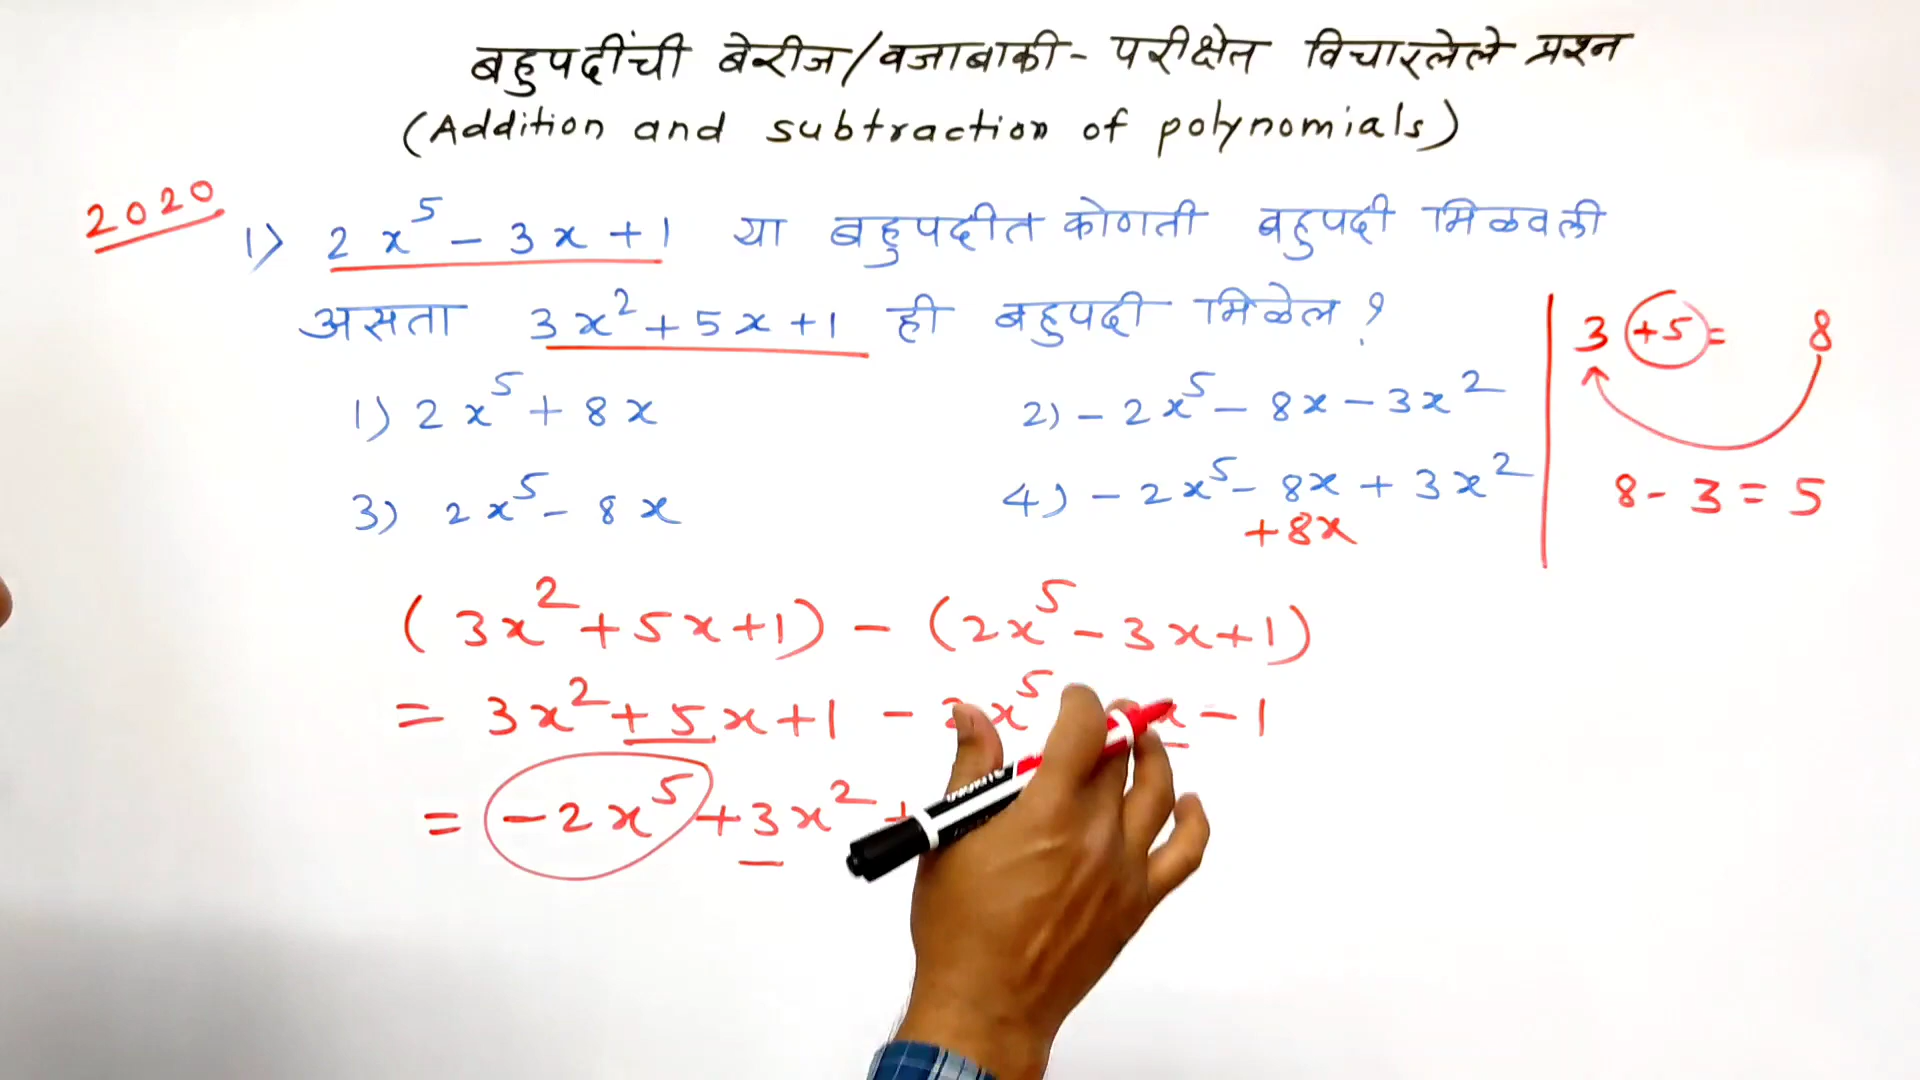 बहुपदींची बेरीज/वजाबाकी - परीक्षेत विचारलेले प्रश्न
(Addition and subtraction of polynomials)
2020
1) 2x⁵ - 3x + 1 या बहुपदीत कोणती बहुपदी मिळवली
असता 3x² + 5x + 1 ही बहुपदी मिळेल ?
3 +5 = 8
1) 2x⁵ + 8x
2) - 2x⁵ - 8x - 3x²
3) 2x⁵ - 8x
4) - 2x⁵ - 8x + 3x²
+8x
8 - 3 = 5
(3x² + 5x + 1) - (2x⁵ - 3x + 1)
= 3x² + 5x + 1 - 2x⁵ x - 1
= -2x⁵ + 3x² +